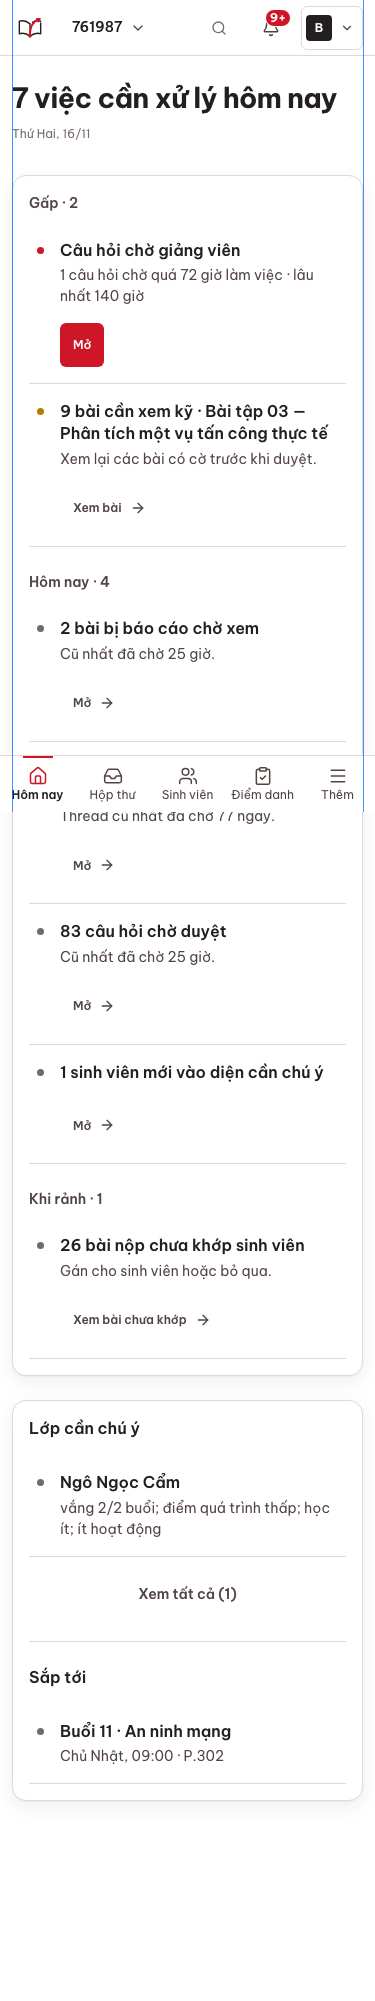 761987
9+
B
7 việc cần xử lý hôm nay
Thứ Hai, 16/11
Gấp · 2
Câu hỏi chờ giảng viên
1 câu hỏi chờ quá 72 giờ làm việc · lâu
nhất 140 giờ
Mở
9 bài cần xem kỹ · Bài tập 03 —
Phân tích một vụ tấn công thực tế
Xem lại các bài có cờ trước khi duyệt.
Xem bài
Hôm nay · 4
2 bài bị báo cáo chờ xem
Cũ nhất đã chờ 25 giờ.
Mở
Hôm nay
Hộp thư
Sinh viên
Điểm danh
Thêm
Thread cũ nhất đã chờ 77 ngày.
Mở
83 câu hỏi chờ duyệt
Cũ nhất đã chờ 25 giờ.
Mở
1 sinh viên mới vào diện cần chú ý
Mở
Khi rảnh · 1
26 bài nộp chưa khớp sinh viên
Gán cho sinh viên hoặc bỏ qua.
Xem bài chưa khớp
Lớp cần chú ý
Ngô Ngọc Cẩm
vắng 2/2 buổi; điểm quá trình thấp; học
ít; ít hoạt động
Xem tất cả (1)
Sắp tới
Buổi 11 · An ninh mạng
Chủ Nhật, 09:00 · P.302